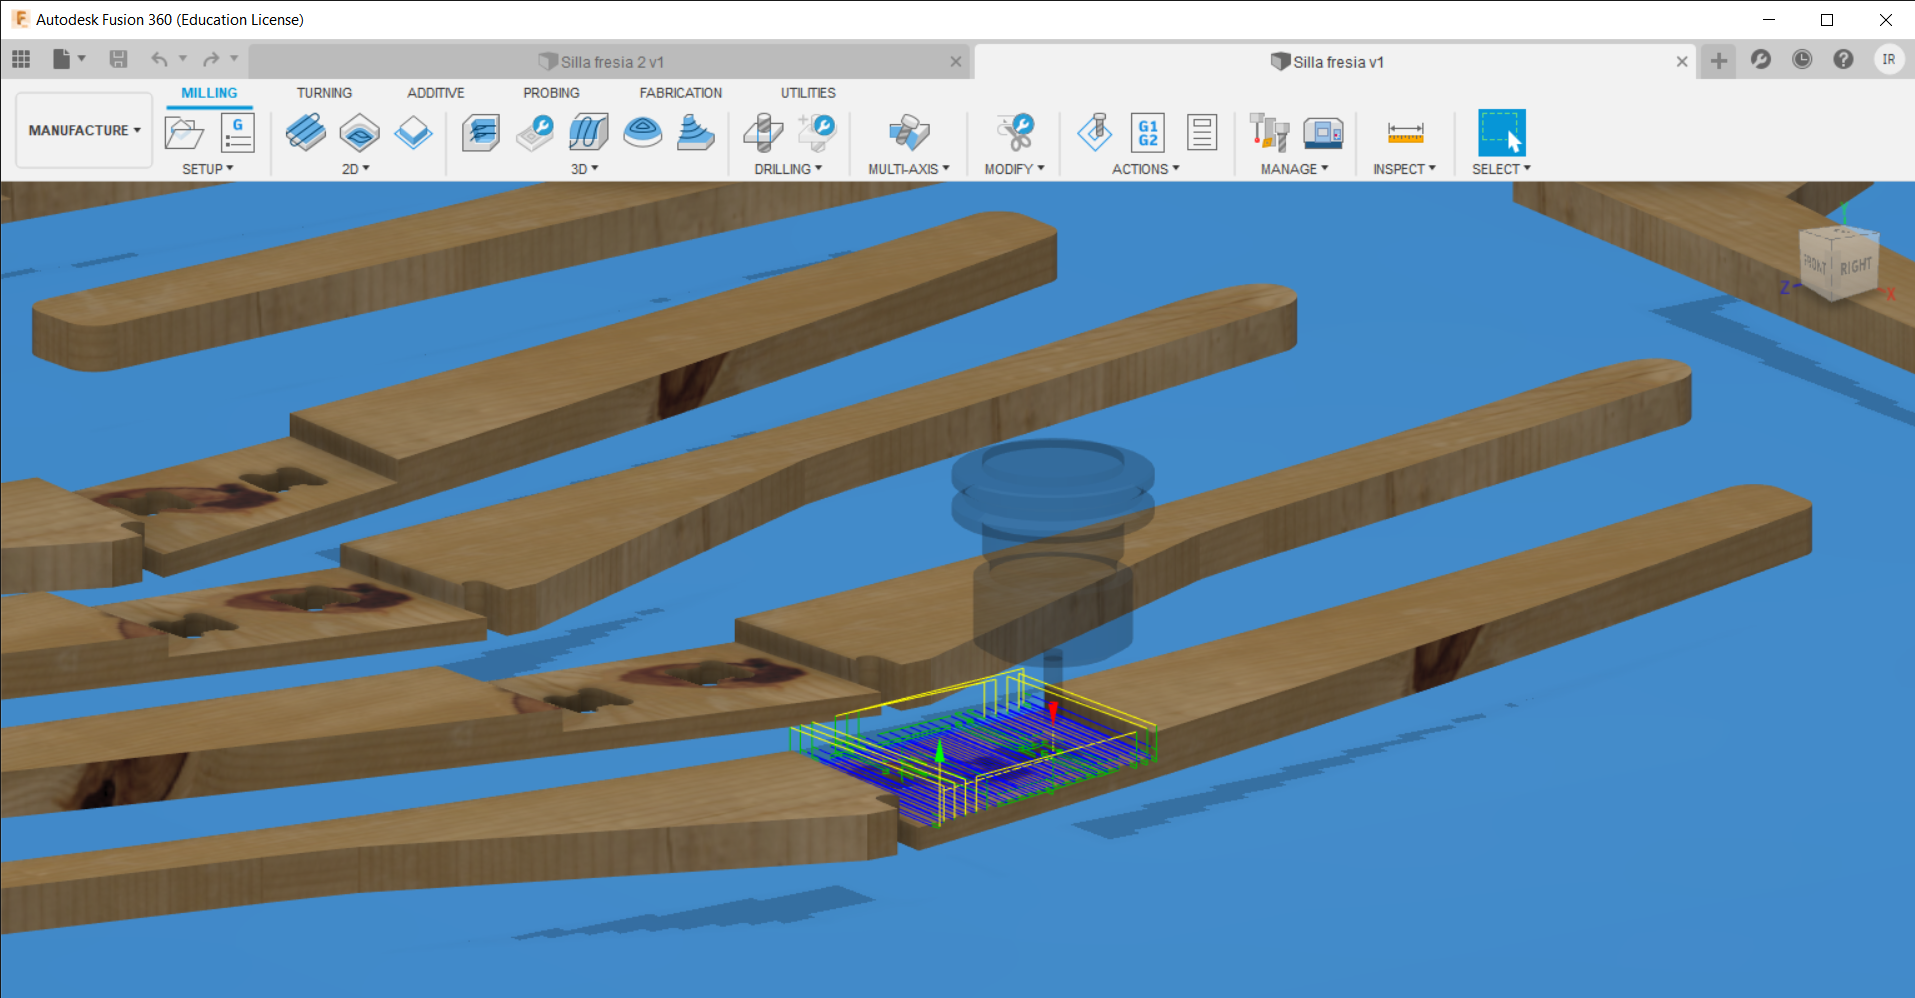 Autodesk Fusion 360 (Education License)
Silla fresia 2 v1
Silla fresia v1
IR
MILLING TURNING ADDITIVE PROBING FABRICATION UTILITIES
MANUFACTURE
G
G1
G2
SETUP 2D 3D DRILLING MULTI-AXIS MODIFY ACTIONS MANAGE INSPECT SELECT
Y
FRONT RIGHT
Z X